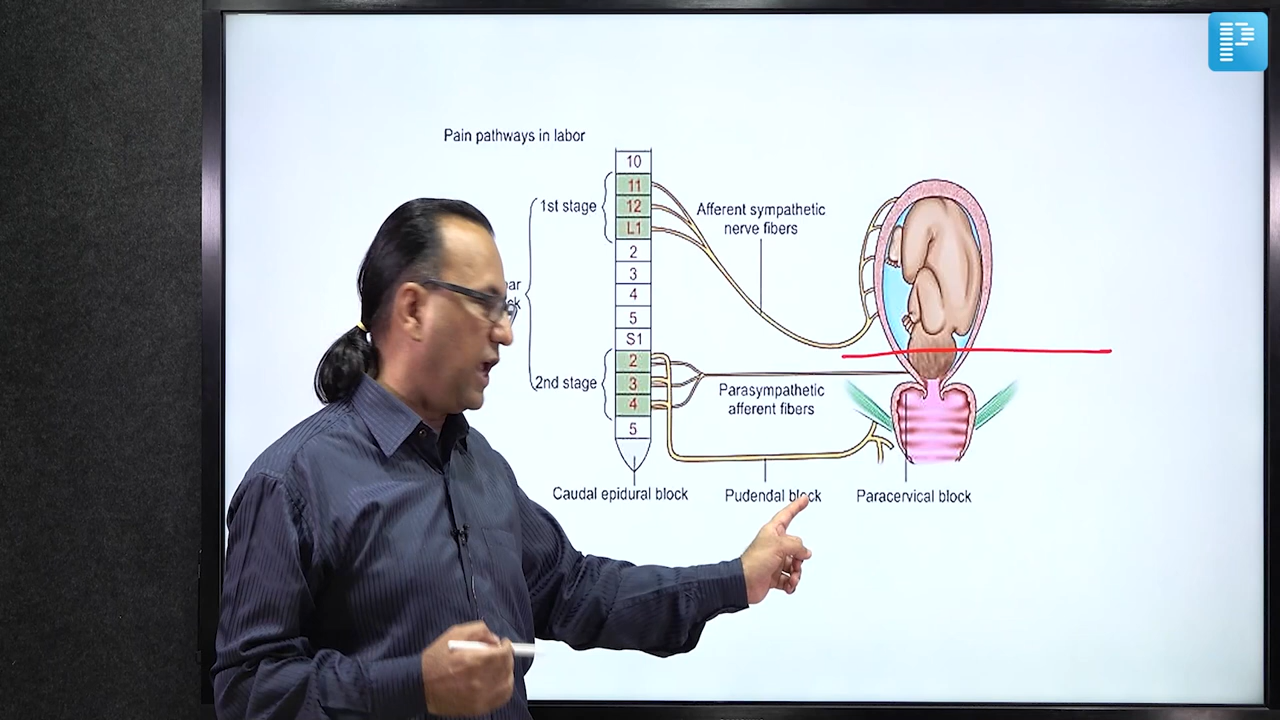 P
Pain pathways in labor
10
11
1st stage
12
Afferent sympathetic
nerve fibers
L1
2
3
4
5
S1
2
2nd stage
3
Parasympathetic
afferent fibers
4
5
Caudal epidural block
Pudendal block
Paracervical block